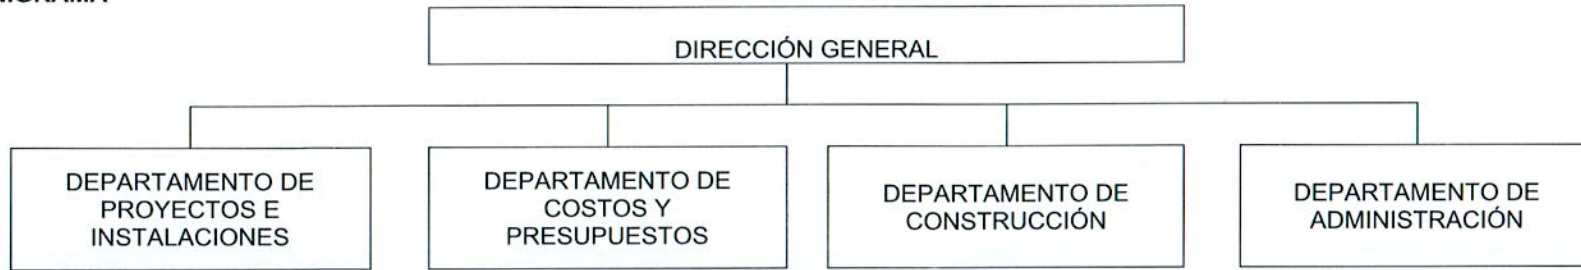 DIRECCIÓN GENERAL
DEPARTAMENTO DE
PROYECTOS E
INSTALACIONES
DEPARTAMENTO DE
COSTOS Y
PRESUPUESTOS
DEPARTAMENTO DE
CONSTRUCCIÓN
DEPARTAMENTO DE
ADMINISTRACIÓN